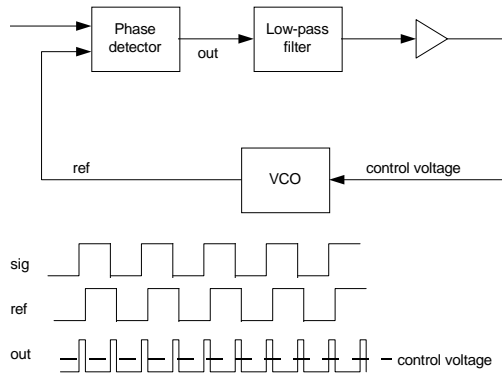 Phase
detector
out
Low-pass
filter
ref
VCO
control voltage
sig
ref
out
control voltage